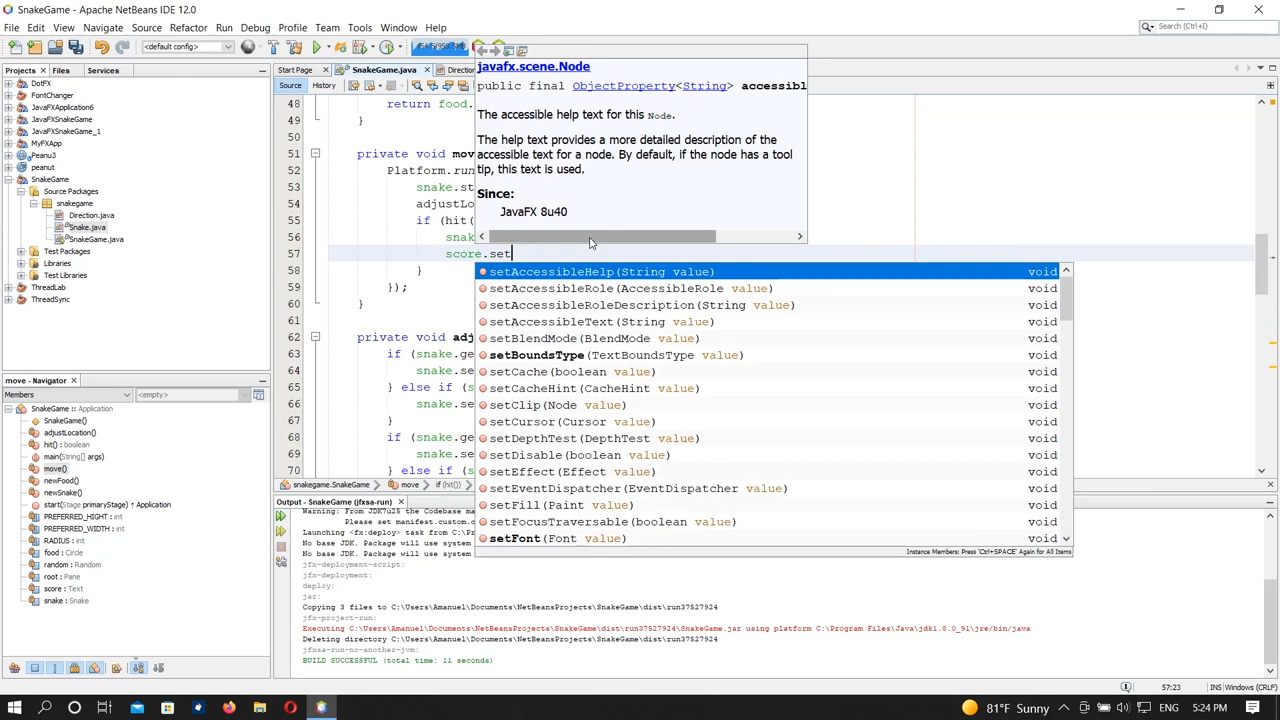 SnakeGame - Apache NetBeans IDE 12.0
File Edit View Navigate Source Refactor Run Debug Profile Team Tools Window Help
Search (Ctrl+I)
<default config>
Projects Files Services
Start Page SnakeGame.java
Source History
DotFX
FontChanger
JavaFXApplication6
JavaFXSnakeGame
JavaFXSnakeGame_1
MyFXApp
Peanu3
peanut
SnakeGame
Source Packages
snakegame
Direction.java
Snake.java
SnakeGame.java
Test Packages
Libraries
Test Libraries
ThreadLab
ThreadSync
javafx.scene.Node
public final ObjectProperty<String> accessibl
The accessible help text for this Node.
The help text provides a more detailed description of the
accessible text for a node. By default, if the node has a tool
tip, this text is used.
Since:
JavaFX 8u40
48 return food.
49 }
50
51 private void mov
52 Platform.run
53 snake.st
54 adjustLo
55 if (hit(
56 snak
57 score.set
58 }
59 });
60 }
61
62 private void adj
63 if (snake.ge
64 snake.se
65 } else if (s
66 snake.se
67 }
68 if (snake.ge
69 snake.se
70 } else if (s
setAccessibleHelp(String value) void
setAccessibleRole(AccessibleRole value) void
setAccessibleRoleDescription(String value) void
setAccessibleText(String value) void
setBlendMode(BlendMode value) void
setBoundsType(TextBoundsType value) void
setCache(boolean value) void
setCacheHint(CacheHint value) void
setClip(Node value) void
setCursor(Cursor value) void
setDepthTest(DepthTest value) void
setDisable(boolean value) void
setEffect(Effect value) void
setEventDispatcher(EventDispatcher value) void
setFill(Paint value) void
setFocusTraversable(boolean value) void
setFont(Font value) void
Instance Members: Press 'Ctrl+SPACE' Again for All Items
move - Navigator
Members <empty>
SnakeGame :: Application
SnakeGame()
adjustLocation()
hit() : boolean
main(String[] args)
move()
newFood()
newSnake()
start(Stage primaryStage) ↑ Application
PREFERRED_HIGHT : int
PREFERRED_WIDTH : int
RADIUS : int
food : Circle
random : Random
root : Pane
score : Text
snake : Snake
snakegame.SnakeGame move if (hit())
Output - SnakeGame (jfxsa-run)
Warning: From JDK7u25 the Codebase man
Please set manifest.custom.c
Launching <fx:deploy> task from C:\P
No base JDK. Package will use system
No base JDK. Package will use system
jfx-deployment-script:
jfx-deployment:
deploy:
jar:
Copying 3 files to C:\Users\Amanuel\Documents\NetBeansProjects\SnakeGame\dist\run37527924
jfx-project-run:
Executing C:\Users\Amanuel\Documents\NetBeansProjects\SnakeGame\dist\run37527924\SnakeGame.jar using platform C:\Program Files\Java\jdk1.8.0_91\jre/bin/java
Deleting directory C:\Users\Amanuel\Documents\NetBeansProjects\SnakeGame\dist\run37527924
jfxsa-run-no-another-jvm:
BUILD SUCCESSFUL (total time: 11 seconds)
57:23 INS Windows (CRLF)
81°F Sunny ENG 5:24 PM